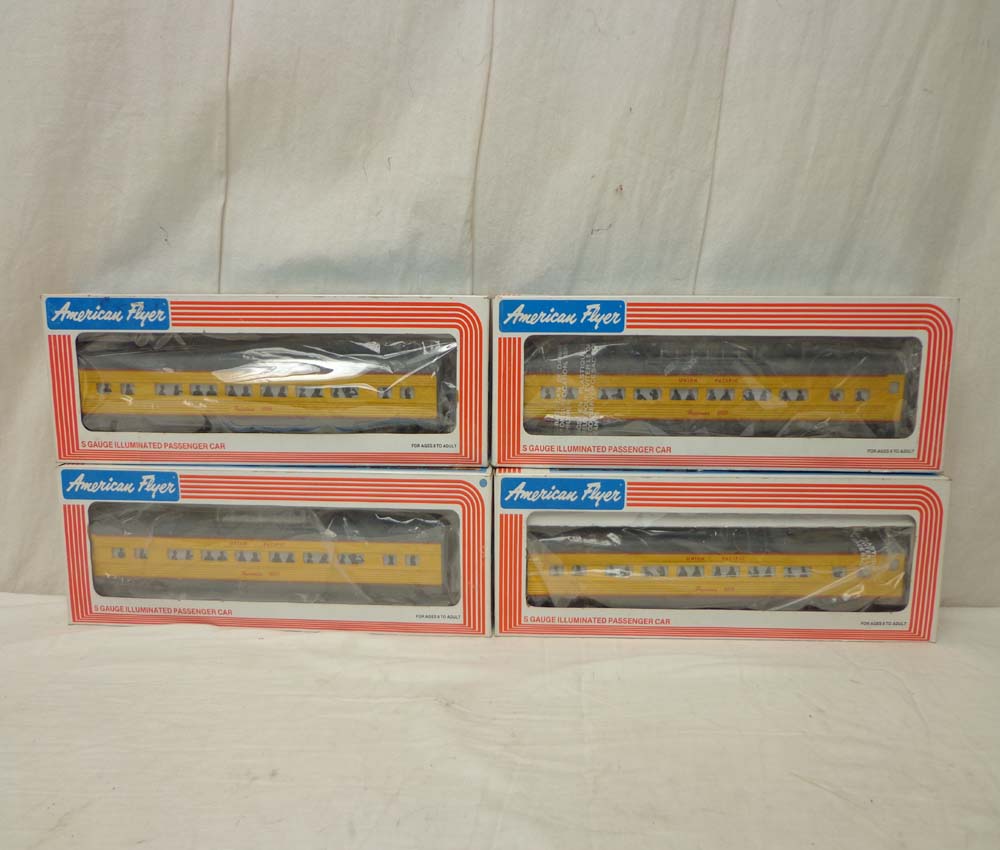 American Flyer
S GAUGE ILLUMINATED PASSENGER CAR
FOR AGES 8 TO ADULT
American Flyer
UNION PACIFIC
S GAUGE ILLUMINATED PASSENGER CAR
FOR AGES 8 TO ADULT
American Flyer
UNION PACIFIC
S GAUGE ILLUMINATED PASSENGER CAR
FOR AGES 8 TO ADULT
American Flyer
UNION PACIFIC
S GAUGE ILLUMINATED PASSENGER CAR
FOR AGES 8 TO ADULT